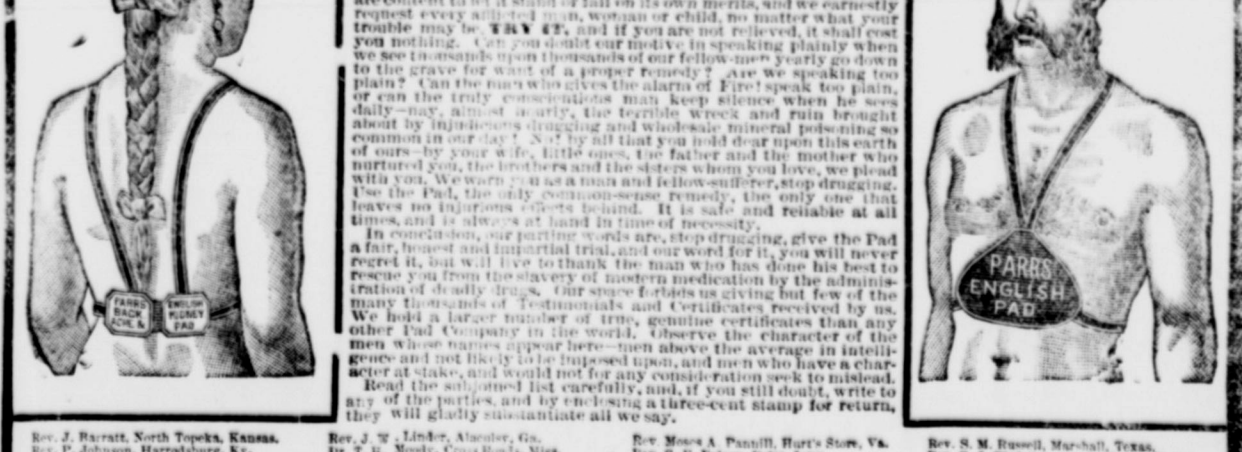 are content to let it stand or fall on its own merits, and we earnestly
request every afflicted man, woman or child, no matter what your
trouble may be, TRY IT, and if you are not relieved, it shall cost
you nothing. Can you doubt our motive in speaking plainly when
we see thousands upon thousands of our fellow-men yearly go down
to the grave for want of a proper remedy? Are we speaking too
plain? Can the man who gives the alarm of Fire! speak too plain,
or can the truly conscientious man keep silence when he sees
daily—nay, almost hourly, the terrible wreck and ruin brought
about by injudicious drugging and wholesale mineral poisoning so
common in our day? No! by all that you hold dear upon this earth
of ours—by your wife, little ones, the father and the mother who
nurtured you, the brothers and the sisters whom you love, we plead
with you. We warn you as a man and fellow-sufferer, stop drugging.
Use the Pad, the only common-sense remedy, the only one that
leaves no injurious effects behind. It is safe and reliable at all
times, and is always at hand in time of necessity.
In conclusion, our parting words are, stop drugging, give the Pad
a fair, honest and impartial trial, and our word for it, you will never
regret it, but will live to thank the man who has done his best to
rescue you from the slavery of modern medication by the adminis-
tration of deadly drugs. Our space forbids us giving but few of the
many thousands of Testimonials and Certificates received by us.
We hold a larger number of true, genuine certificates than any
other Pad Company in the world. Observe the character of the
men whose names appear here—men above the average in intelli-
gence and not likely to be imposed upon, and men who have a char-
acter at stake, and would not for any consideration seek to mislead.
Read the subjoined list carefully, and, if you still doubt, write to
any of the parties, and by enclosing a three-cent stamp for return,
they will gladly substantiate all we say.
PARRS
BACK
ACHE &
ENGLISH
KIDNEY
PAD
PARRS
ENGLISH
PAD
Rev. J. Barratt, North Topeka, Kansas.
Rev. P. Johnson, Harrodsburg, Ky.
Rev. J. W. Linder, Ga.
Rev. Moses A. Pannill, Hurt's Store, Va.
Rev. S. M. Russell, Marshall, Texas.